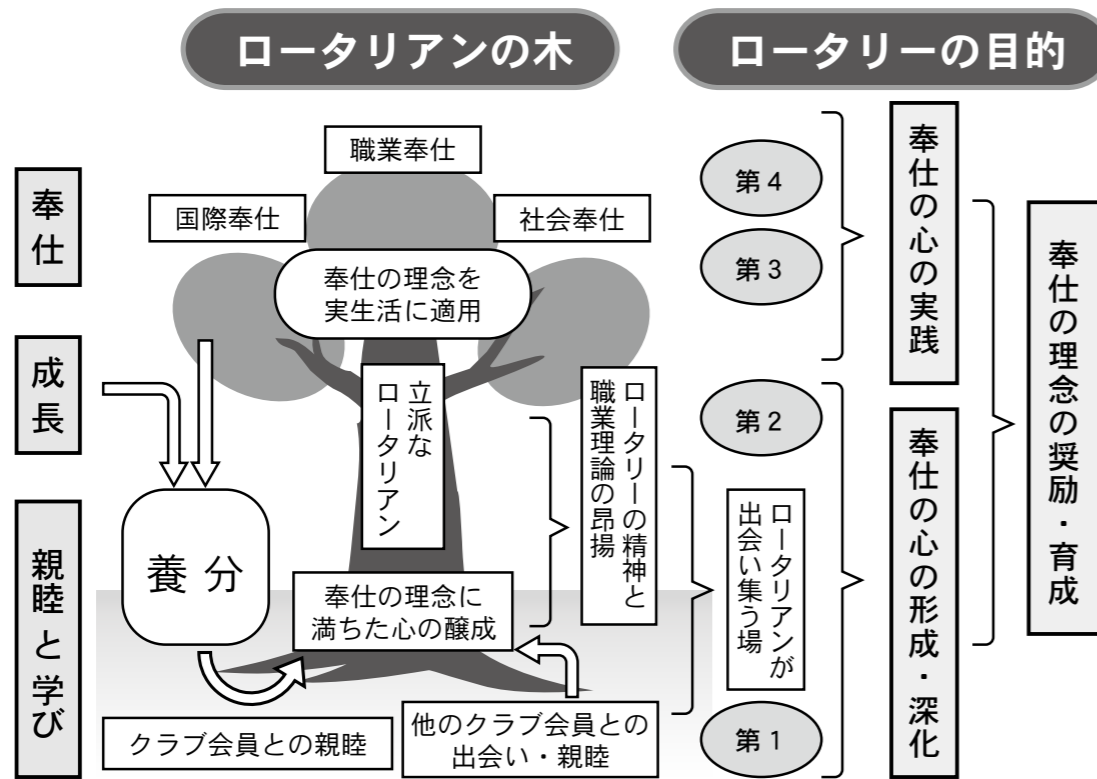 ロータリアンの木
ロータリーの目的
奉仕
成長
親睦と学び
職業奉仕
国際奉仕
社会奉仕
奉仕の理念を
実生活に適用
立派な
ロータリアン
養分
奉仕の理念に
満ちた心の醸成
クラブ会員との親睦
他のクラブ会員との
出会い・親睦
ロータリーの精神と
職業理論の昂揚
ロータリアンが
出会い集う場
第4
第3
第2
第1
奉仕の心の実践
奉仕の心の形成・深化
奉仕の理念の奨励・育成